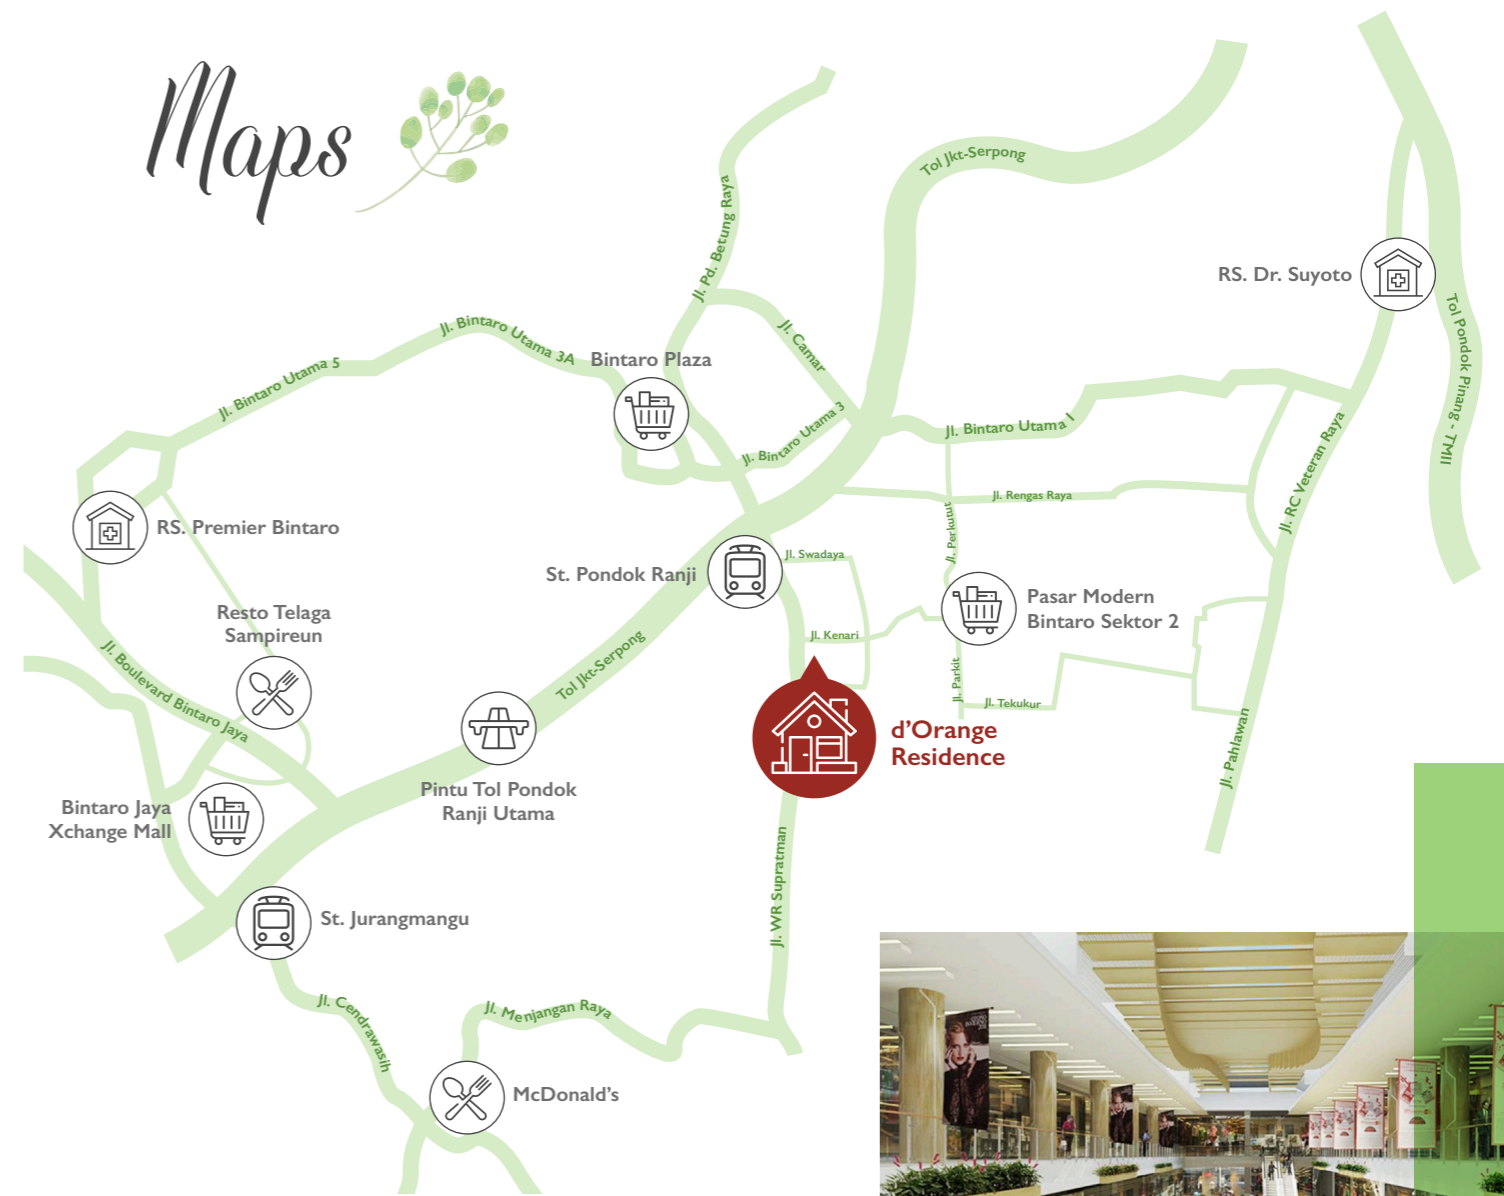 Maps
Tol Jkt-Serpong
Jl. Pd. Betung Raya
RS. Dr. Suyoto
Tol Pondok Pinang - TMII
Jl. Camar
Jl. Bintaro Utama 3A
Bintaro Plaza
Jl. Bintaro Utama 5
Jl. Bintaro Utama 3
Jl. Bintaro Utama 1
Jl. RC Veteran Raya
Jl. Rengas Raya
RS. Premier Bintaro
Jl. Perkutut
Jl. Swadaya
St. Pondok Ranji
Pasar Modern
Bintaro Sektor 2
Resto Telaga
Sampireun
Jl. Kenari
Tol Jkt-Serpong
Jl. Boulevard Bintaro Jaya
Jl. Parkit
Jl. Tekukur
d’Orange
Residence
Jl. Pahlawan
Pintu Tol Pondok
Ranji Utama
Bintaro Jaya
Xchange Mall
Jl. WR Supratman
St. Jurangmangu
Jl. Cendrawasih
Jl. Menjangan Raya
McDonald’s